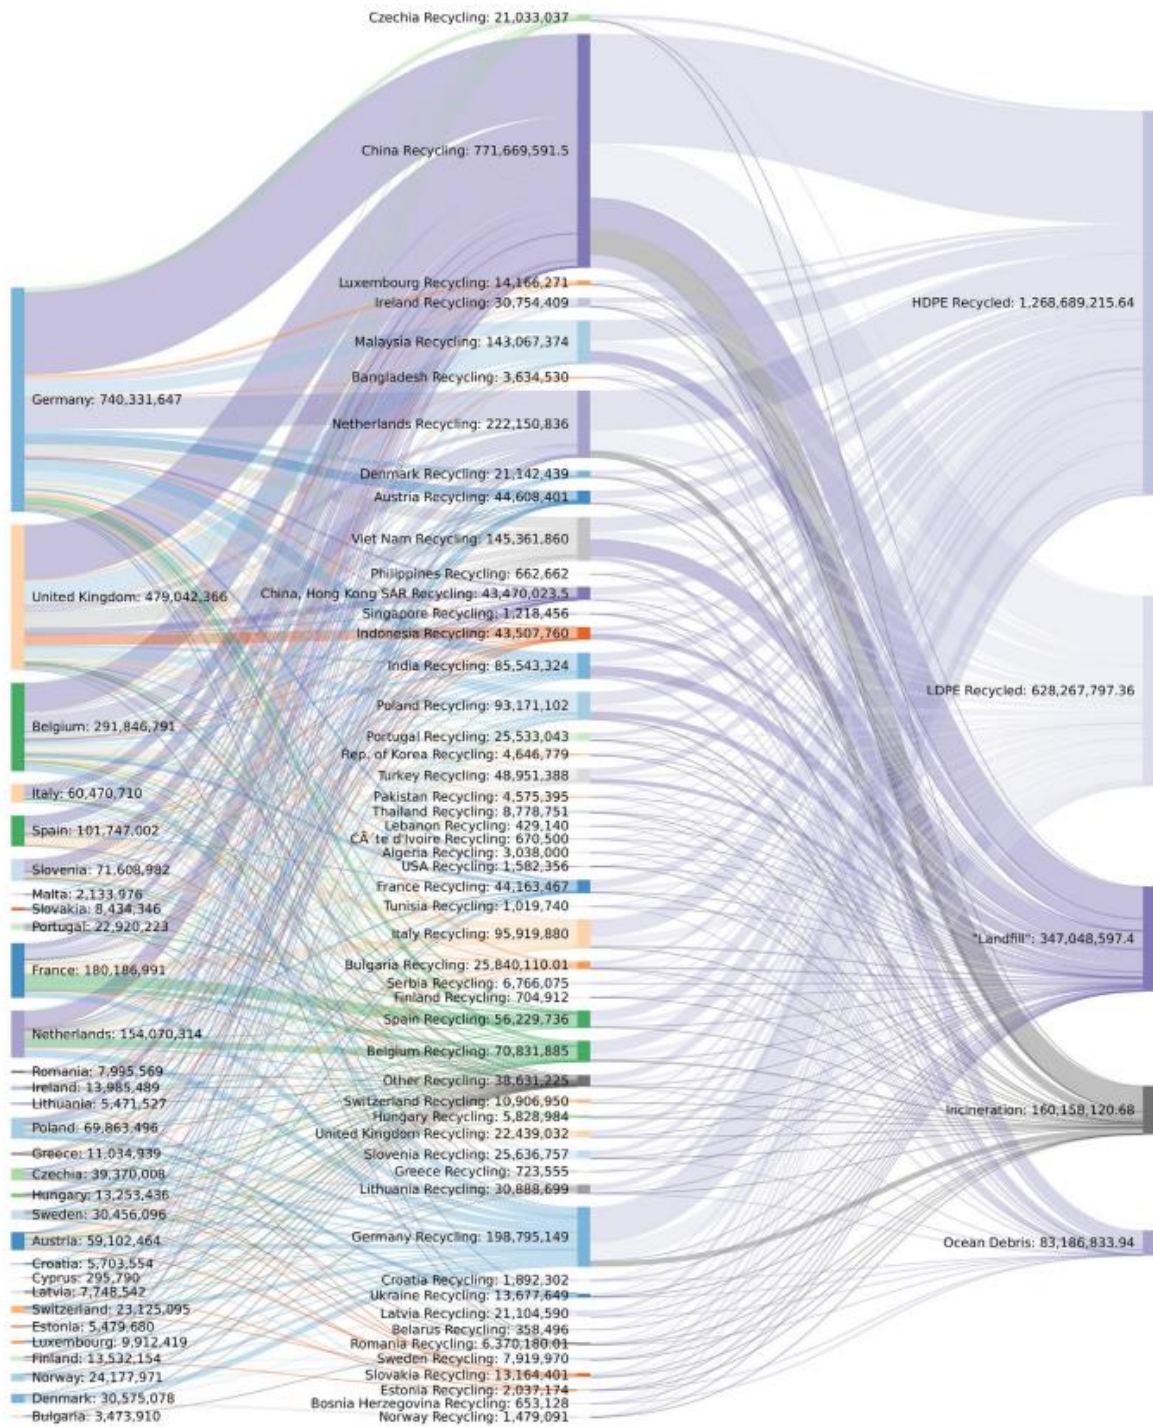 Germany: 740,331,647
United Kingdom: 479,042,366
Belgium: 291,846,791
Italy: 60,470,710
Spain: 101,747,002
Slovenia: 71,608,982
Malta: 2,133,976
Slovakia: 8,434,346
Portugal: 22,920,223
France: 180,186,991
Netherlands: 154,070,314
Romania: 7,995,569
Ireland: 13,985,489
Lithuania: 5,471,527
Poland: 69,863,496
Greece: 11,034,939
Czechia: 39,370,008
Hungary: 13,253,436
Sweden: 30,456,096
Austria: 59,102,464
Croatia: 5,703,554
Cyprus: 295,790
Latvia: 7,748,542
Switzerland: 23,125,095
Estonia: 5,479,680
Luxembourg: 9,912,419
Finland: 13,532,154
Norway: 24,177,971
Denmark: 30,575,078
Bulgaria: 3,473,910
Czechia Recycling: 21,033,037
China Recycling: 771,669,591.5
Luxembourg Recycling: 14,166,271
Ireland Recycling: 30,754,409
Malaysia Recycling: 143,067,374
Bangladesh Recycling: 3,634,530
Netherlands Recycling: 222,150,836
Denmark Recycling: 21,142,439
Austria Recycling: 44,608,401
Viet Nam Recycling: 145,361,860
Philippines Recycling: 662,662
China, Hong Kong SAR Recycling: 43,470,023.5
Singapore Recycling: 1,218,456
Indonesia Recycling: 43,507,760
India Recycling: 85,543,324
Poland Recycling: 93,171,102
Portugal Recycling: 25,533,043
Rep. of Korea Recycling: 4,646,779
Turkey Recycling: 48,951,388
Pakistan Recycling: 4,575,395
Thailand Recycling: 8,778,751
Lebanon Recycling: 429,140
CÃ´te d'Ivoire Recycling: 670,500
Algeria Recycling: 3,038,000
USA Recycling: 1,582,356
France Recycling: 44,163,467
Tunisia Recycling: 1,019,740
Italy Recycling: 95,919,880
Bulgaria Recycling: 25,840,110.01
Serbia Recycling: 6,766,075
Finland Recycling: 704,912
Spain Recycling: 56,229,736
Belgium Recycling: 70,831,885
Other Recycling: 38,631,225
Switzerland Recycling: 10,906,950
Hungary Recycling: 5,828,984
United Kingdom Recycling: 22,439,032
Slovenia Recycling: 25,636,757
Greece Recycling: 723,555
Lithuania Recycling: 30,888,699
Germany Recycling: 198,795,149
Croatia Recycling: 1,892,302
Ukraine Recycling: 13,677,649
Latvia Recycling: 21,104,590
Belarus Recycling: 358,496
Romania Recycling: 6,370,180.01
Sweden Recycling: 7,919,970
Slovakia Recycling: 13,164,401
Estonia Recycling: 2,037,174
Bosnia Herzegovina Recycling: 653,128
Norway Recycling: 1,479,091
HDPE Recycled: 1,268,689,215.64
LDPE Recycled: 628,267,797.36
"Landfill": 347,048,597.4
Incineration: 160,158,120.68
Ocean Debris: 83,186,833.94